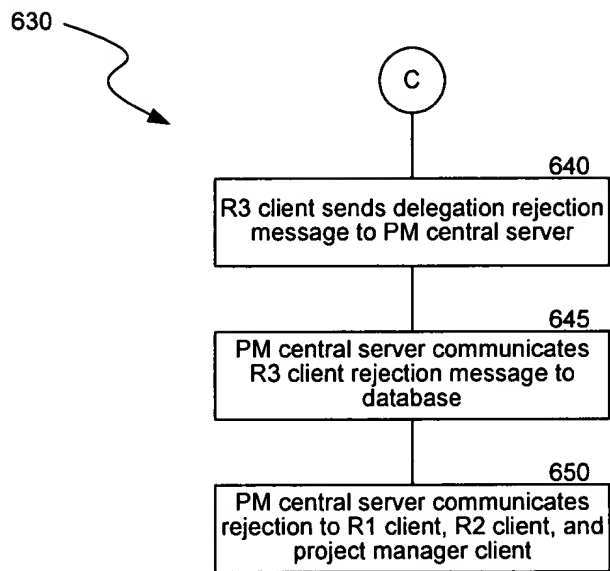 630
C
640
R3 client sends delegation rejection
message to PM central server
645
PM central server communicates
R3 client rejection message to
database
650
PM central server communicates
rejection to R1 client, R2 client, and
project manager client